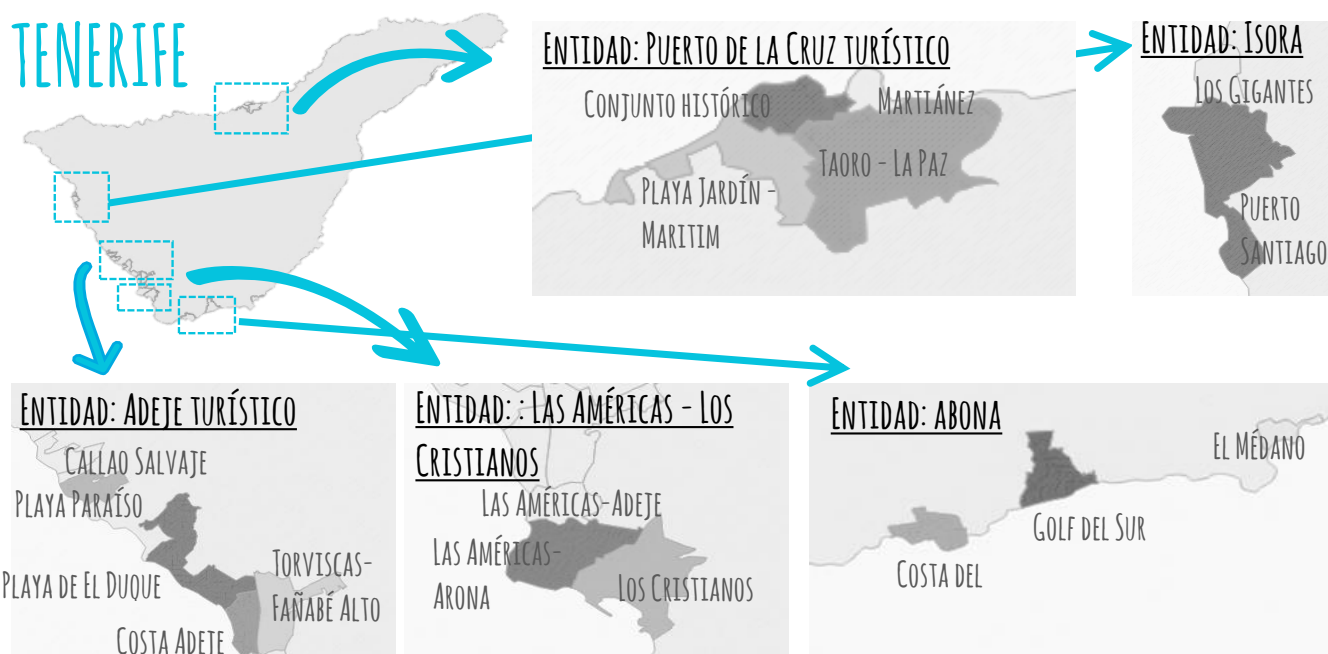 TENERIFE
ENTIDAD: PUERTO DE LA CRUZ TURÍSTICO
CONJUNTO HISTÓRICO
MARTIÁNEZ
TAORO - LA PAZ
PLAYA JARDÍN -
MARITIM
ENTIDAD: ISORA
LOS GIGANTES
PUERTO
SANTIAGO
ENTIDAD: ADEJE TURÍSTICO
CALLAO SALVAJE
PLAYA PARAÍSO
PLAYA DE EL DUQUE
TORVISCAS-
FAÑABÉ ALTO
COSTA ADEJE
ENTIDAD: : LAS AMÉRICAS - LOS
CRISTIANOS
LAS AMÉRICAS-ADEJE
LAS AMÉRICAS-
ARONA
LOS CRISTIANOS
ENTIDAD: ABONA
EL MÉDANO
GOLF DEL SUR
COSTA DEL